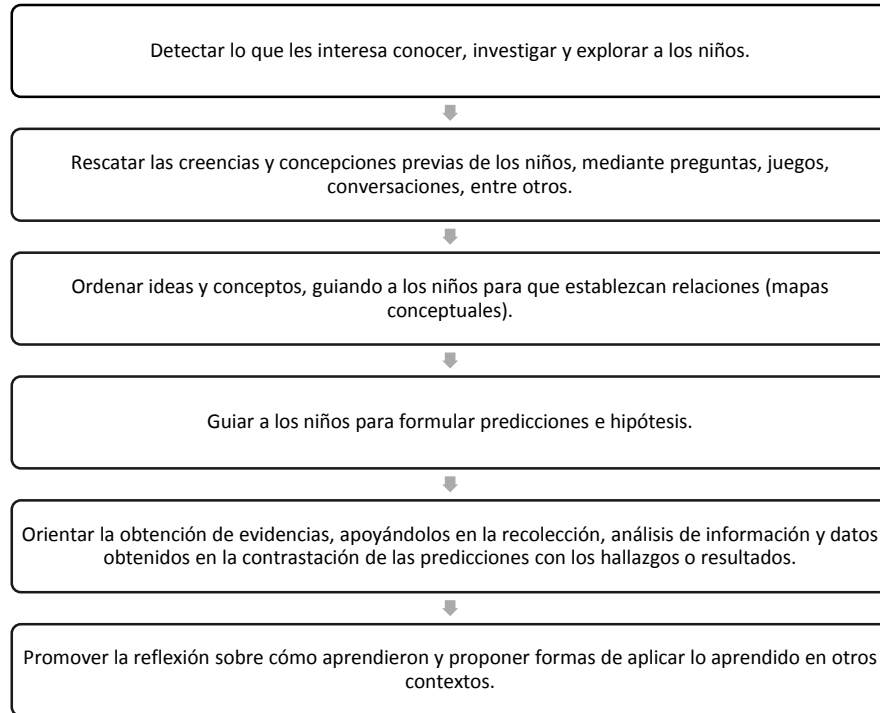 Detectar lo que les interesa conocer, investigar y explorar a los niños.
Rescatar las creencias y concepciones previas de los niños, mediante preguntas, juegos,
conversaciones, entre otros.
Ordenar ideas y conceptos, guiando a los niños para que establezcan relaciones (mapas
conceptuales).
Guiar a los niños para formular predicciones e hipótesis.
Orientar la obtención de evidencias, apoyándolos en la recolección, análisis de información y datos
obtenidos en la contrastación de las predicciones con los hallazgos o resultados.
Promover la reflexión sobre cómo aprendieron y proponer formas de aplicar lo aprendido en otros
contextos.